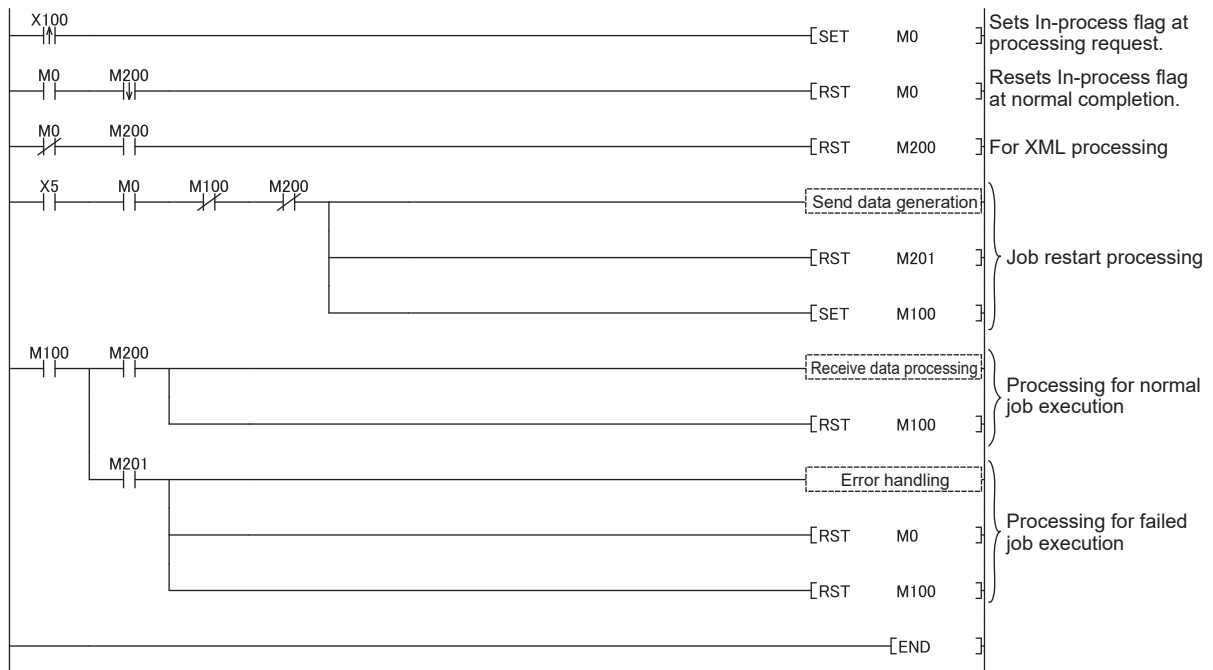 X100
[SET M0 ]
Sets In-process flag at
processing request.
M0 M200
[RST M0 ]
Resets In-process flag
at normal completion.
M0 M200
[RST M200 ]
For XML processing
X5 M0 M100 M200
Send data generation
[RST M201 ]
Job restart processing
[SET M100 ]
M100 M200
Receive data processing
Processing for normal
job execution
[RST M100 ]
M201
Error handling
[RST M0 ]
Processing for failed
job execution
[RST M100 ]
[END ]